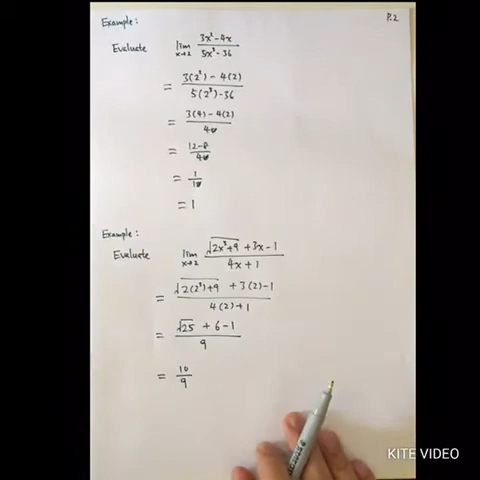 Example: P.2
Evaluate lim x→2 3x²-4x / 5x³-36
= 3(2²)-4(2) / 5(2³)-36
= 3(4)-4(2) / 4
= 12-8 / 4
= 1 / 1
= 1
Example:
Evaluate lim x→2 √2x³+9 +3x-1 / 4x+1
= √2(2³)+9 +3(2)-1 / 4(2)+1
= √25 +6-1 / 9
= 10 / 9
KITE VIDEO